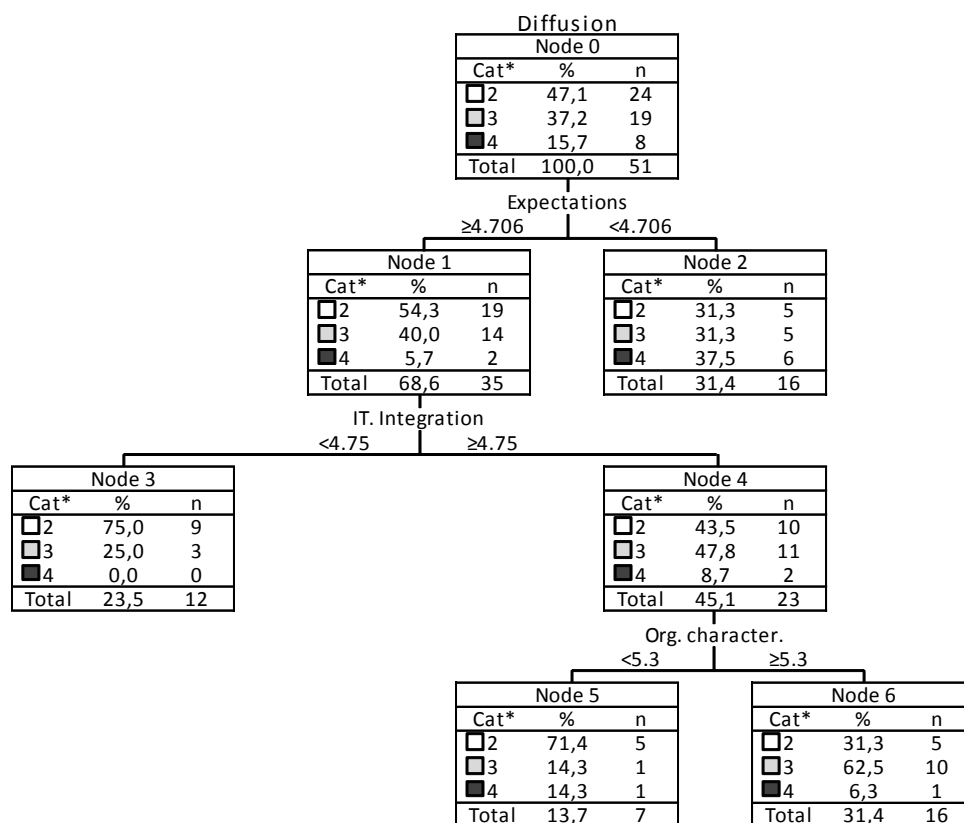 Diffusion
Node 0
Cat* % n
2 47,1 24
3 37,2 19
4 15,7 8
Total 100,0 51
Expectations
≥4.706 <4.706
Node 1
Cat* % n
2 54,3 19
3 40,0 14
4 5,7 2
Total 68,6 35
Node 2
Cat* % n
2 31,3 5
3 31,3 5
4 37,5 6
Total 31,4 16
IT. Integration
<4.75 ≥4.75
Node 3
Cat* % n
2 75,0 9
3 25,0 3
4 0,0 0
Total 23,5 12
Node 4
Cat* % n
2 43,5 10
3 47,8 11
4 8,7 2
Total 45,1 23
Org. character.
<5.3 ≥5.3
Node 5
Cat* % n
2 71,4 5
3 14,3 1
4 14,3 1
Total 13,7 7
Node 6
Cat* % n
2 31,3 5
3 62,5 10
4 6,3 1
Total 31,4 16